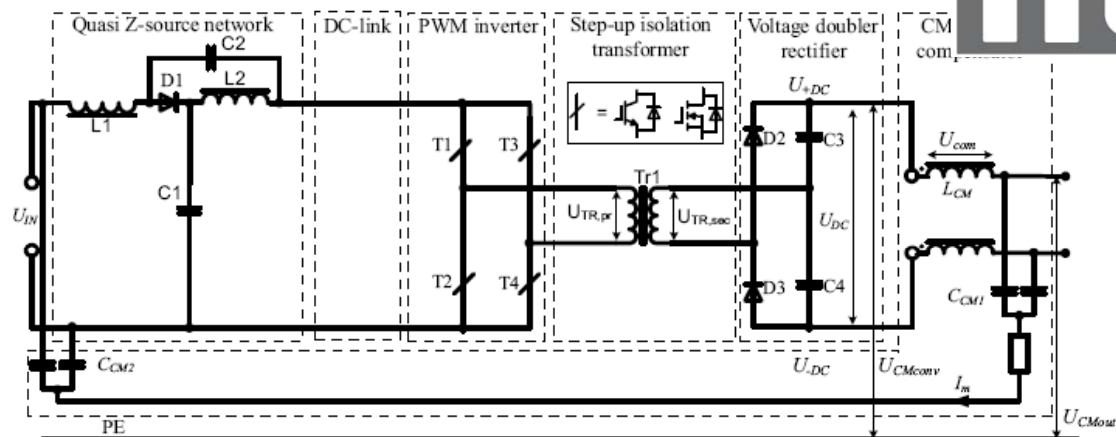 Quasi Z-source network
DC-link
PWM inverter
Step-up isolation
transformer
Voltage doubler
rectifier
CM
C2
D1
L2
L1
C1
U_IN
T1
T3
T2
T4
=
Tr1
U_TR,pr
U_TR,sec
U_+DC
D2
C3
U_DC
D3
C4
U_-DC
U_CMconv
U_com
L_CM
C_CM1
C_CM2
I_m
U_CMout
PE